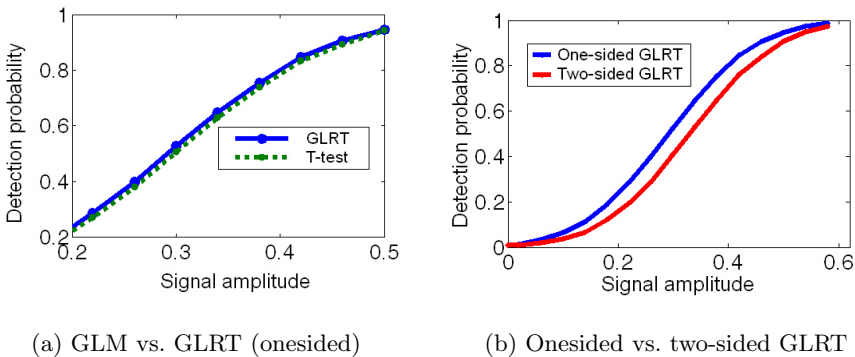 Detection probability
1
0.8
0.6
0.4
0.2
0.2
0.3
0.4
0.5
Signal amplitude
GLRT
T-test
(a) GLM vs. GLRT (onesided)
Detection probability
1
0.8
0.6
0.4
0.2
0
0
0.2
0.4
0.6
Signal amplitude
One-sided GLRT
Two-sided GLRT
(b) Onesided vs. two-sided GLRT